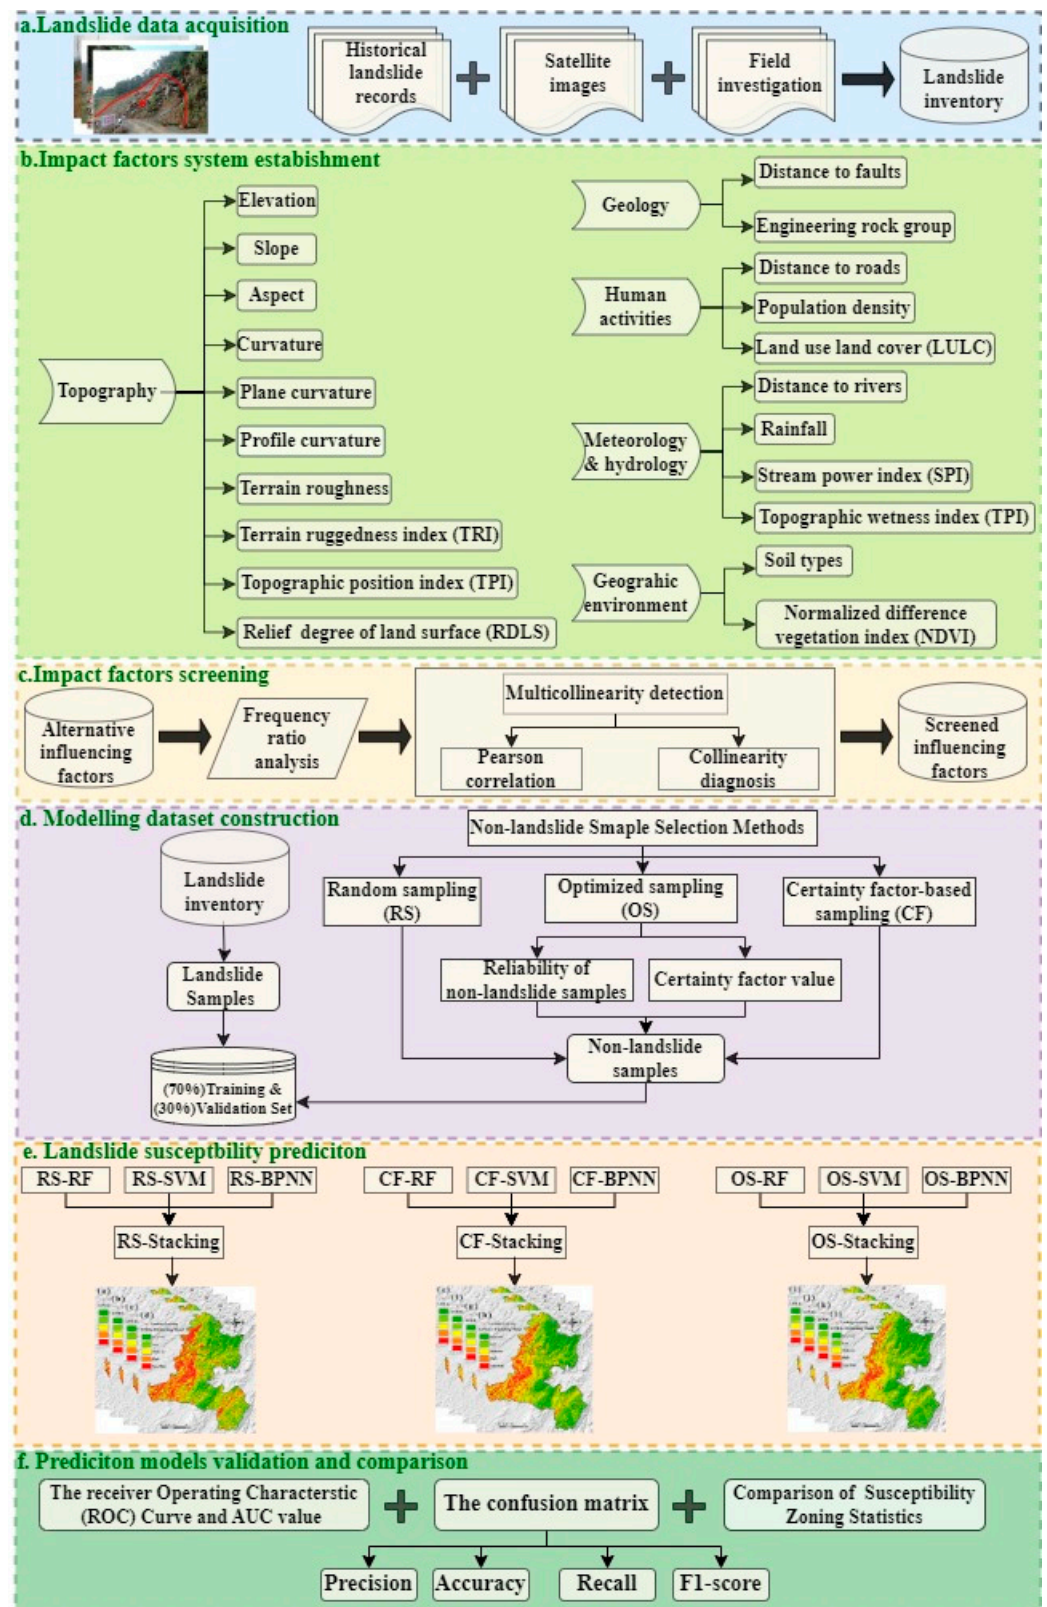 a.Landslide data acquisition
Historical
landslide
records
Satellite
images
Field
investigation
Landslide
inventory
b.Impact factors system estabishment
Topography
Elevation
Slope
Aspect
Curvature
Plane curvature
Profile curvature
Terrain roughness
Terrain ruggedness index (TRI)
Topographic position index (TPI)
Relief degree of land surface (RDLS)
Geology
Distance to faults
Engineering rock group
Human
activities
Distance to roads
Population density
Land use land cover (LULC)
Meteorology
& hydrology
Distance to rivers
Rainfall
Stream power index (SPI)
Topographic wetness index (TPI)
Geograhic
environment
Soil types
Normalized difference
vegetation index (NDVI)
c.Impact factors screening
Alternative
influencing
factors
Frequency
ratio
analysis
Multicollinearity detection
Pearson
correlation
Collinearity
diagnosis
Screened
influencing
factors
d. Modelling dataset construction
Landslide
inventory
Landslide
Samples
(70%)Training &
(30%)Validation Set
Non-landslide Smaple Selection Methods
Random sampling
(RS)
Optimized sampling
(OS)
Certainty factor-based
sampling (CF)
Reliability of
non-landslide samples
Certainty factor value
Non-landslide
samples
e. Landslide susceptbility prediciton
RS-RF
RS-SVM
RS-BPNN
RS-Stacking
CF-RF
CF-SVM
CF-BPNN
CF-Stacking
OS-RF
OS-SVM
OS-BPNN
OS-Stacking
f. Prediciton models validation and comparison
The receiver Operating Characterstic
(ROC) Curve and AUC value
The confusion matrix
Comparison of Susceptibility
Zoning Statistics
Precision
Accuracy
Recall
F1-score